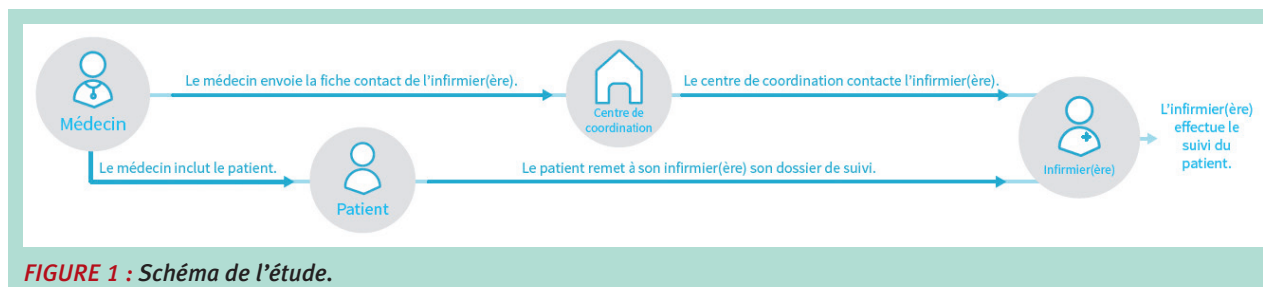 Le médecin envoie la fiche contact de l'infirmier(ère).
Le centre de coordination contacte l'infirmier(ère).
Médecin
Centre de
coordination
L'infirmier(ère)
effectue le
suivi du
patient.
Infirmier(ère)
Le médecin inclut le patient.
Le patient remet à son infirmier(ère) son dossier de suivi.
Patient
FIGURE 1 : Schéma de l'étude.